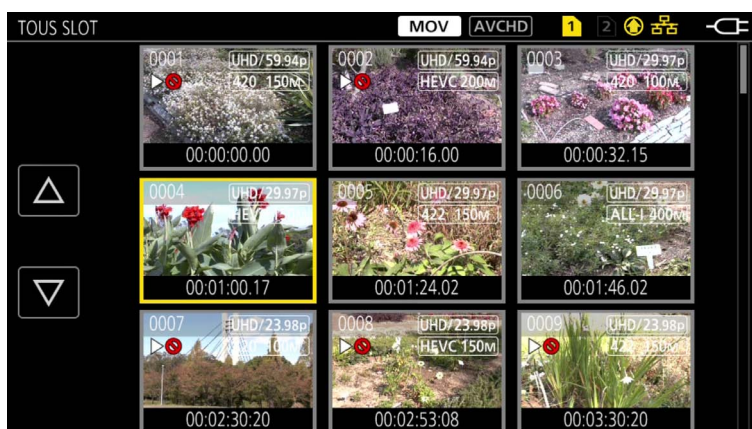 TOUS SLOT
MOV
AVCHD
1
2
0001
UHD/59.94p
420 150M
00:00:00.00
0002
UHD/59.94p
HEVC 200M
00:00:16.00
0003
UHD/29.97p
420 100M
00:00:32.15
0004
UHD/29.97p
HEVC
00:01:00.17
0005
UHD/29.97p
422 150M
00:01:24.02
0006
UHD/29.97p
ALL-I 400M
00:01:46.02
0007
UHD/23.98p
420 100M
00:02:30:20
0008
UHD/23.98p
HEVC 150M
00:02:53:08
0009
UHD/23.98p
422 150M
00:03:30:20